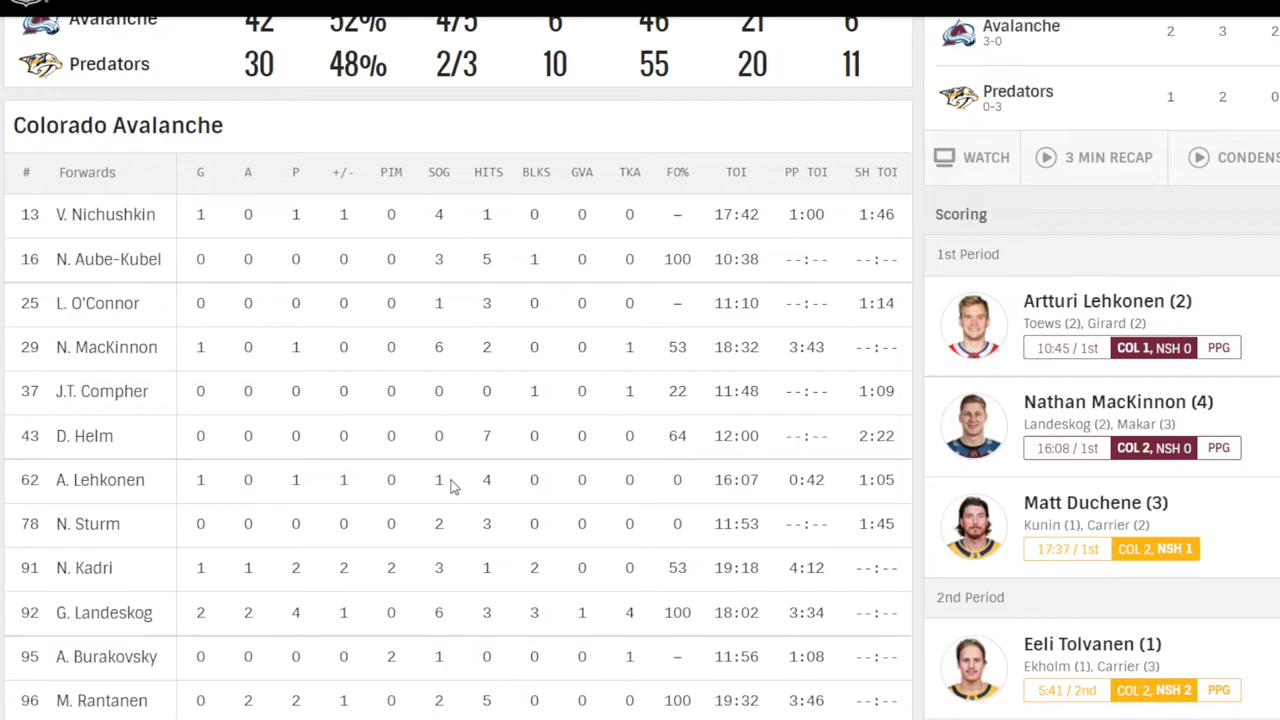 Avalanche 42 52% 4/5 6 46 21 6
Predators 30 48% 2/3 10 55 20 11
Colorado Avalanche
# Forwards G A P +/- PIM SOG HITS BLKS GVA TKA FO% TOI PP TOI SH TOI
13 V. Nichushkin 1 0 1 1 0 4 1 0 0 0 – 17:42 1:00 1:46
16 N. Aube-Kubel 0 0 0 0 0 3 5 1 0 0 100 10:38 --:-- --:--
25 L. O'Connor 0 0 0 0 0 1 3 0 0 0 – 11:10 --:-- 1:14
29 N. MacKinnon 1 0 1 0 0 6 2 0 0 1 53 18:32 3:43 --:--
37 J.T. Compher 0 0 0 0 0 0 0 1 0 1 22 11:48 --:-- 1:09
43 D. Helm 0 0 0 0 0 0 7 0 0 0 64 12:00 --:-- 2:22
62 A. Lehkonen 1 0 1 1 0 1 4 0 0 0 0 16:07 0:42 1:05
78 N. Sturm 0 0 0 0 0 2 3 0 0 0 0 11:53 --:-- 1:45
91 N. Kadri 1 1 2 2 2 3 1 2 0 0 53 19:18 4:12 --:--
92 G. Landeskog 2 2 4 1 0 6 3 3 1 4 100 18:02 3:34 --:--
95 A. Burakovsky 0 0 0 0 2 1 0 0 0 1 – 11:56 1:08 --:--
96 M. Rantanen 0 2 2 1 0 2 5 0 0 0 100 19:32 3:46 --:--
Avalanche 2 3 2
3-0
Predators 1 2 0
0-3
WATCH 3 MIN RECAP CONDENS
Scoring
1st Period
Artturi Lehkonen (2)
Toews (2), Girard (2)
10:45 / 1st COL 1, NSH 0 PPG
Nathan MacKinnon (4)
Landeskog (2), Makar (3)
16:08 / 1st COL 2, NSH 0 PPG
Matt Duchene (3)
Kunin (1), Carrier (2)
17:37 / 1st COL 2, NSH 1
2nd Period
Eeli Tolvanen (1)
Ekholm (1), Carrier (3)
5:41 / 2nd COL 2, NSH 2 PPG